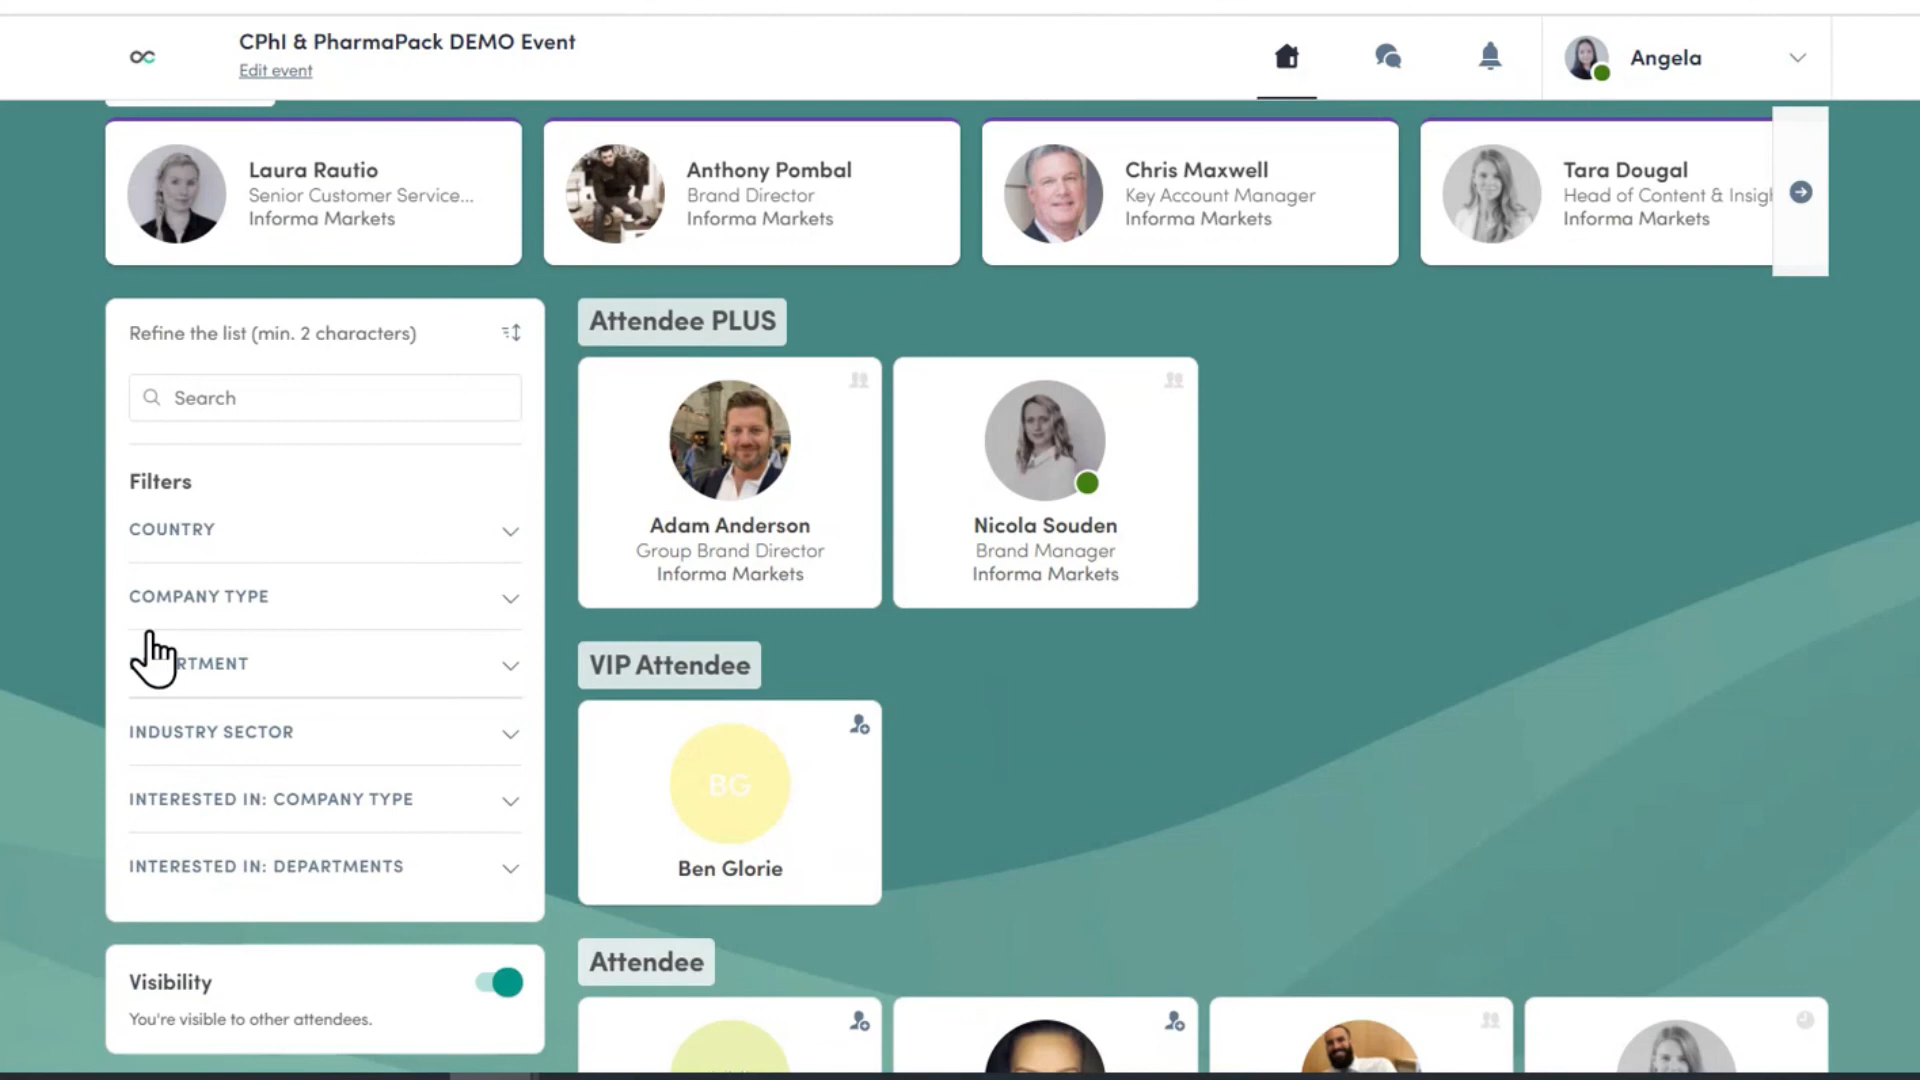 CPhI & PharmaPack DEMO Event
Edit event
Angela
Laura Rautio
Senior Customer Service...
Informa Markets
Anthony Pombal
Brand Director
Informa Markets
Chris Maxwell
Key Account Manager
Informa Markets
Tara Dougal
Head of Content &
Informa Markets
Refine the list (min. 2 characters)
Search
Filters
COUNTRY
COMPANY TYPE
INDUSTRY SECTOR
INTERESTED IN: COMPANY TYPE
INTERESTED IN: DEPARTMENTS
Visibility
You're visible to other attendees.
Attendee PLUS
Adam Anderson
Group Brand Director
Informa Markets
Nicola Souden
Brand Manager
Informa Markets
VIP Attendee
BG
Ben Glorie
Attendee